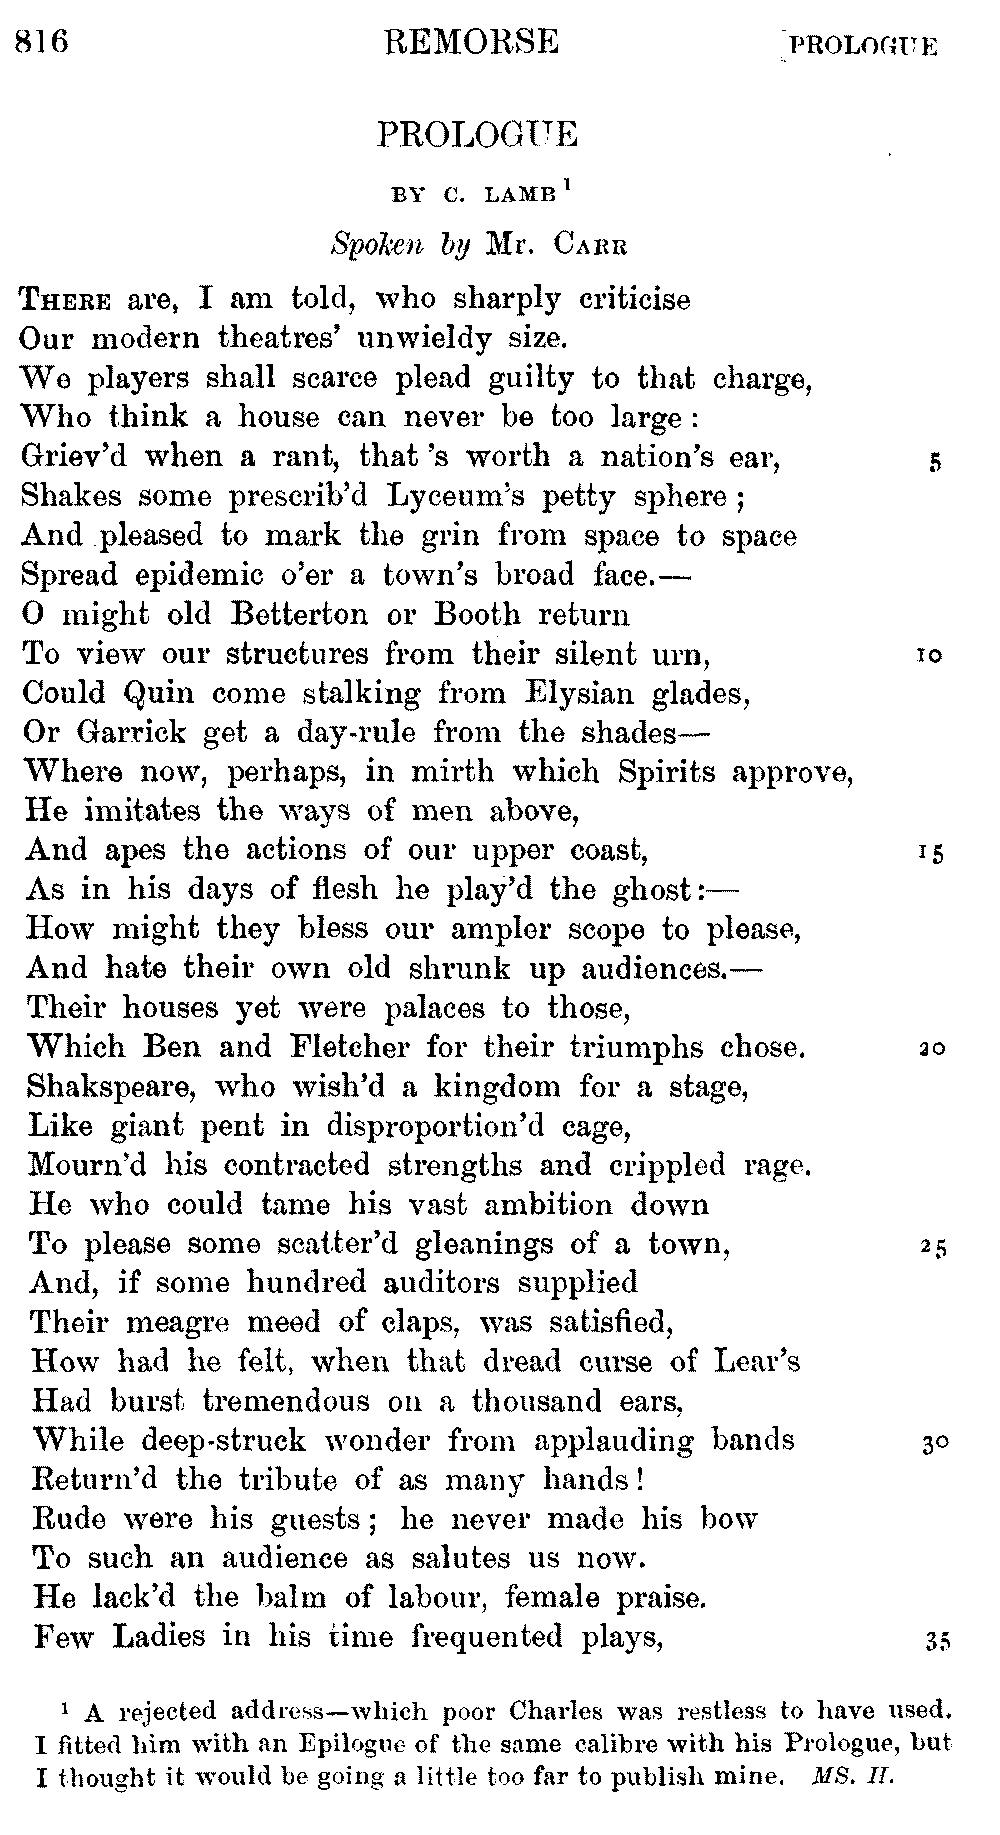 816 REMORSE PROLOGUE
PROLOGUE
BY C. LAMB¹
Spoken by Mr. CARR
THERE are, I am told, who sharply criticise
Our modern theatres' unwieldy size.
We players shall scarce plead guilty to that charge,
Who think a house can never be too large :
Griev'd when a rant, that 's worth a nation's ear, 5
Shakes some prescrib'd Lyceum's petty sphere ;
And pleased to mark the grin from space to space
Spread epidemic o'er a town's broad face.—
O might old Betterton or Booth return
To view our structures from their silent urn, 10
Could Quin come stalking from Elysian glades,
Or Garrick get a day-rule from the shades—
Where now, perhaps, in mirth which Spirits approve,
He imitates the ways of men above,
And apes the actions of our upper coast, 15
As in his days of flesh he play'd the ghost :—
How might they bless our ampler scope to please,
And hate their own old shrunk up audiences.—
Their houses yet were palaces to those,
Which Ben and Fletcher for their triumphs chose. 20
Shakspeare, who wish'd a kingdom for a stage,
Like giant pent in disproportion'd cage,
Mourn'd his contracted strengths and crippled rage.
He who could tame his vast ambition down
To please some scatter'd gleanings of a town, 25
And, if some hundred auditors supplied
Their meagre meed of claps, was satisfied,
How had he felt, when that dread curse of Lear's
Had burst tremendous on a thousand ears,
While deep-struck wonder from applauding bands 30
Return'd the tribute of as many hands !
Rude were his guests ; he never made his bow
To such an audience as salutes us now.
He lack'd the balm of labour, female praise.
Few Ladies in his time frequented plays, 35
¹ A rejected address—which poor Charles was restless to have used.
I fitted him with an Epilogue of the same calibre with his Prologue, but
I thought it would be going a little too far to publish mine. MS. H.